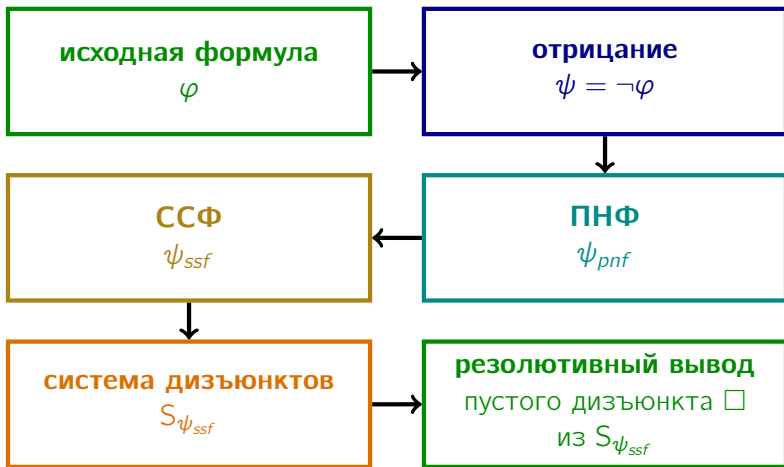 исходная формула
φ
отрицание
ψ = ¬φ
ПНФ
ψ_pnf
ССФ
ψ_ssf
система дизъюнктов
S_ψ_ssf
резолютивный вывод
пустого дизъюнкта □
из S_ψ_ssf